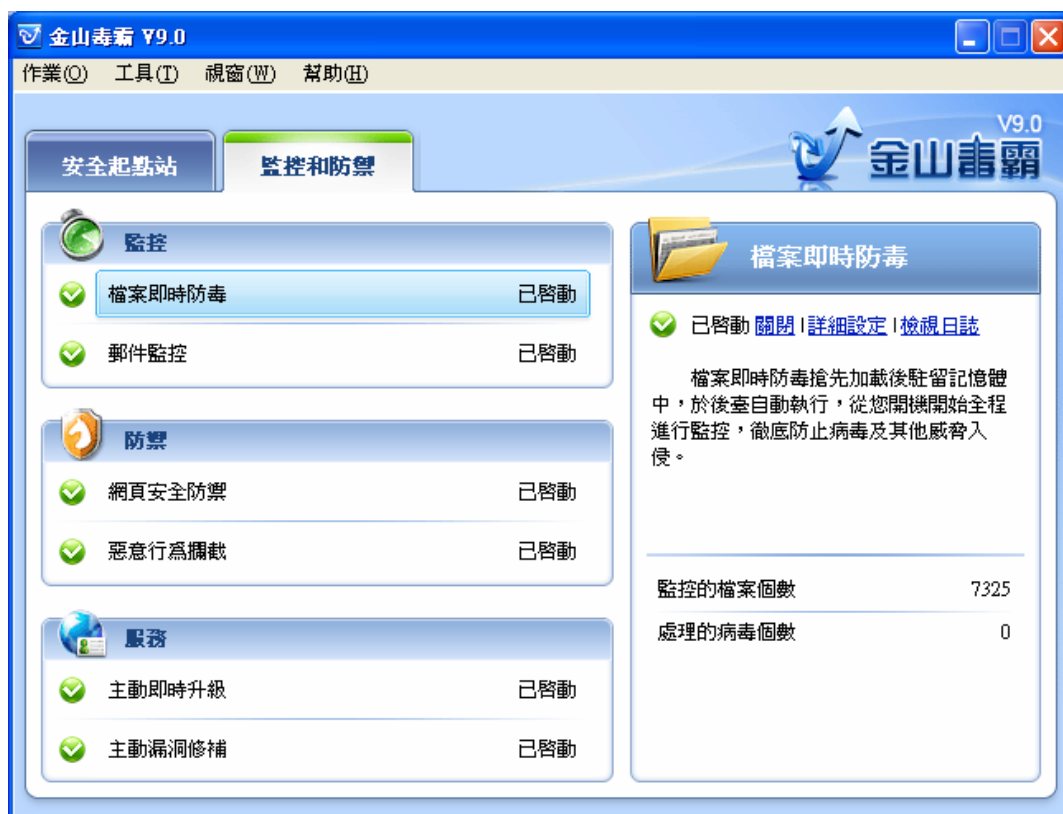 金山毒霸 V9.0
作業(O) 工具(T) 視窗(W) 幫助(H)
安全起點站 監控和防禦
V9.0
金山毒霸
監控
檔案即時防毒 已啓動
郵件監控 已啓動
防禦
網頁安全防禦 已啓動
惡意行爲攔截 已啓動
服務
主動即時升級 已啓動
主動漏洞修補 已啓動
檔案即時防毒
已啓動 關閉 | 詳細設定 | 檢視日誌
檔案即時防毒搶先加載後駐留記憶體
中，於後臺自動執行，從您開機開始全程
進行監控，徹底防止病毒及其他威脅入
侵。
監控的檔案個數 7325
處理的病毒個數 0